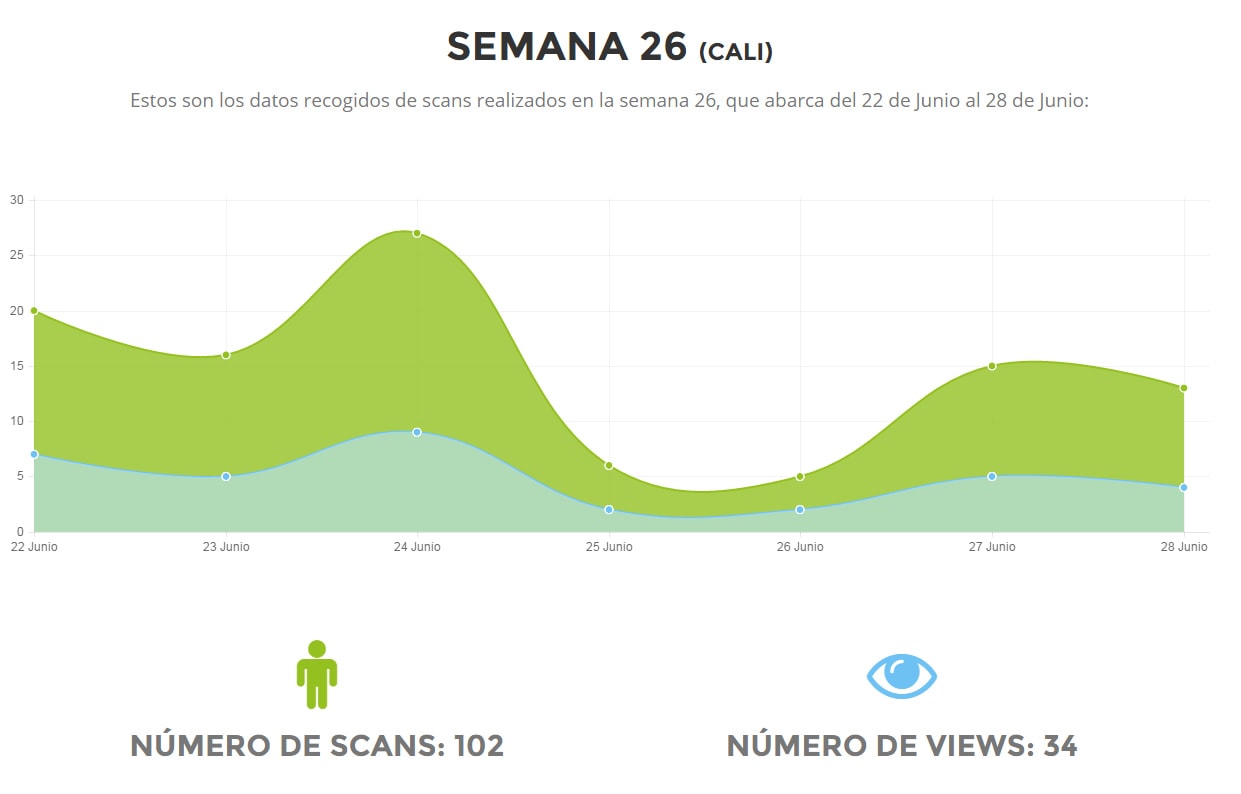 SEMANA 26 (CALI)
Estos son los datos recogidos de scans realizados en la semana 26, que abarca del 22 de Junio al 28 de Junio:
30
25
20
15
10
5
0
22 Junio 23 Junio 24 Junio 25 Junio 26 Junio 27 Junio 28 Junio
NÚMERO DE SCANS: 102 NÚMERO DE VIEWS: 34